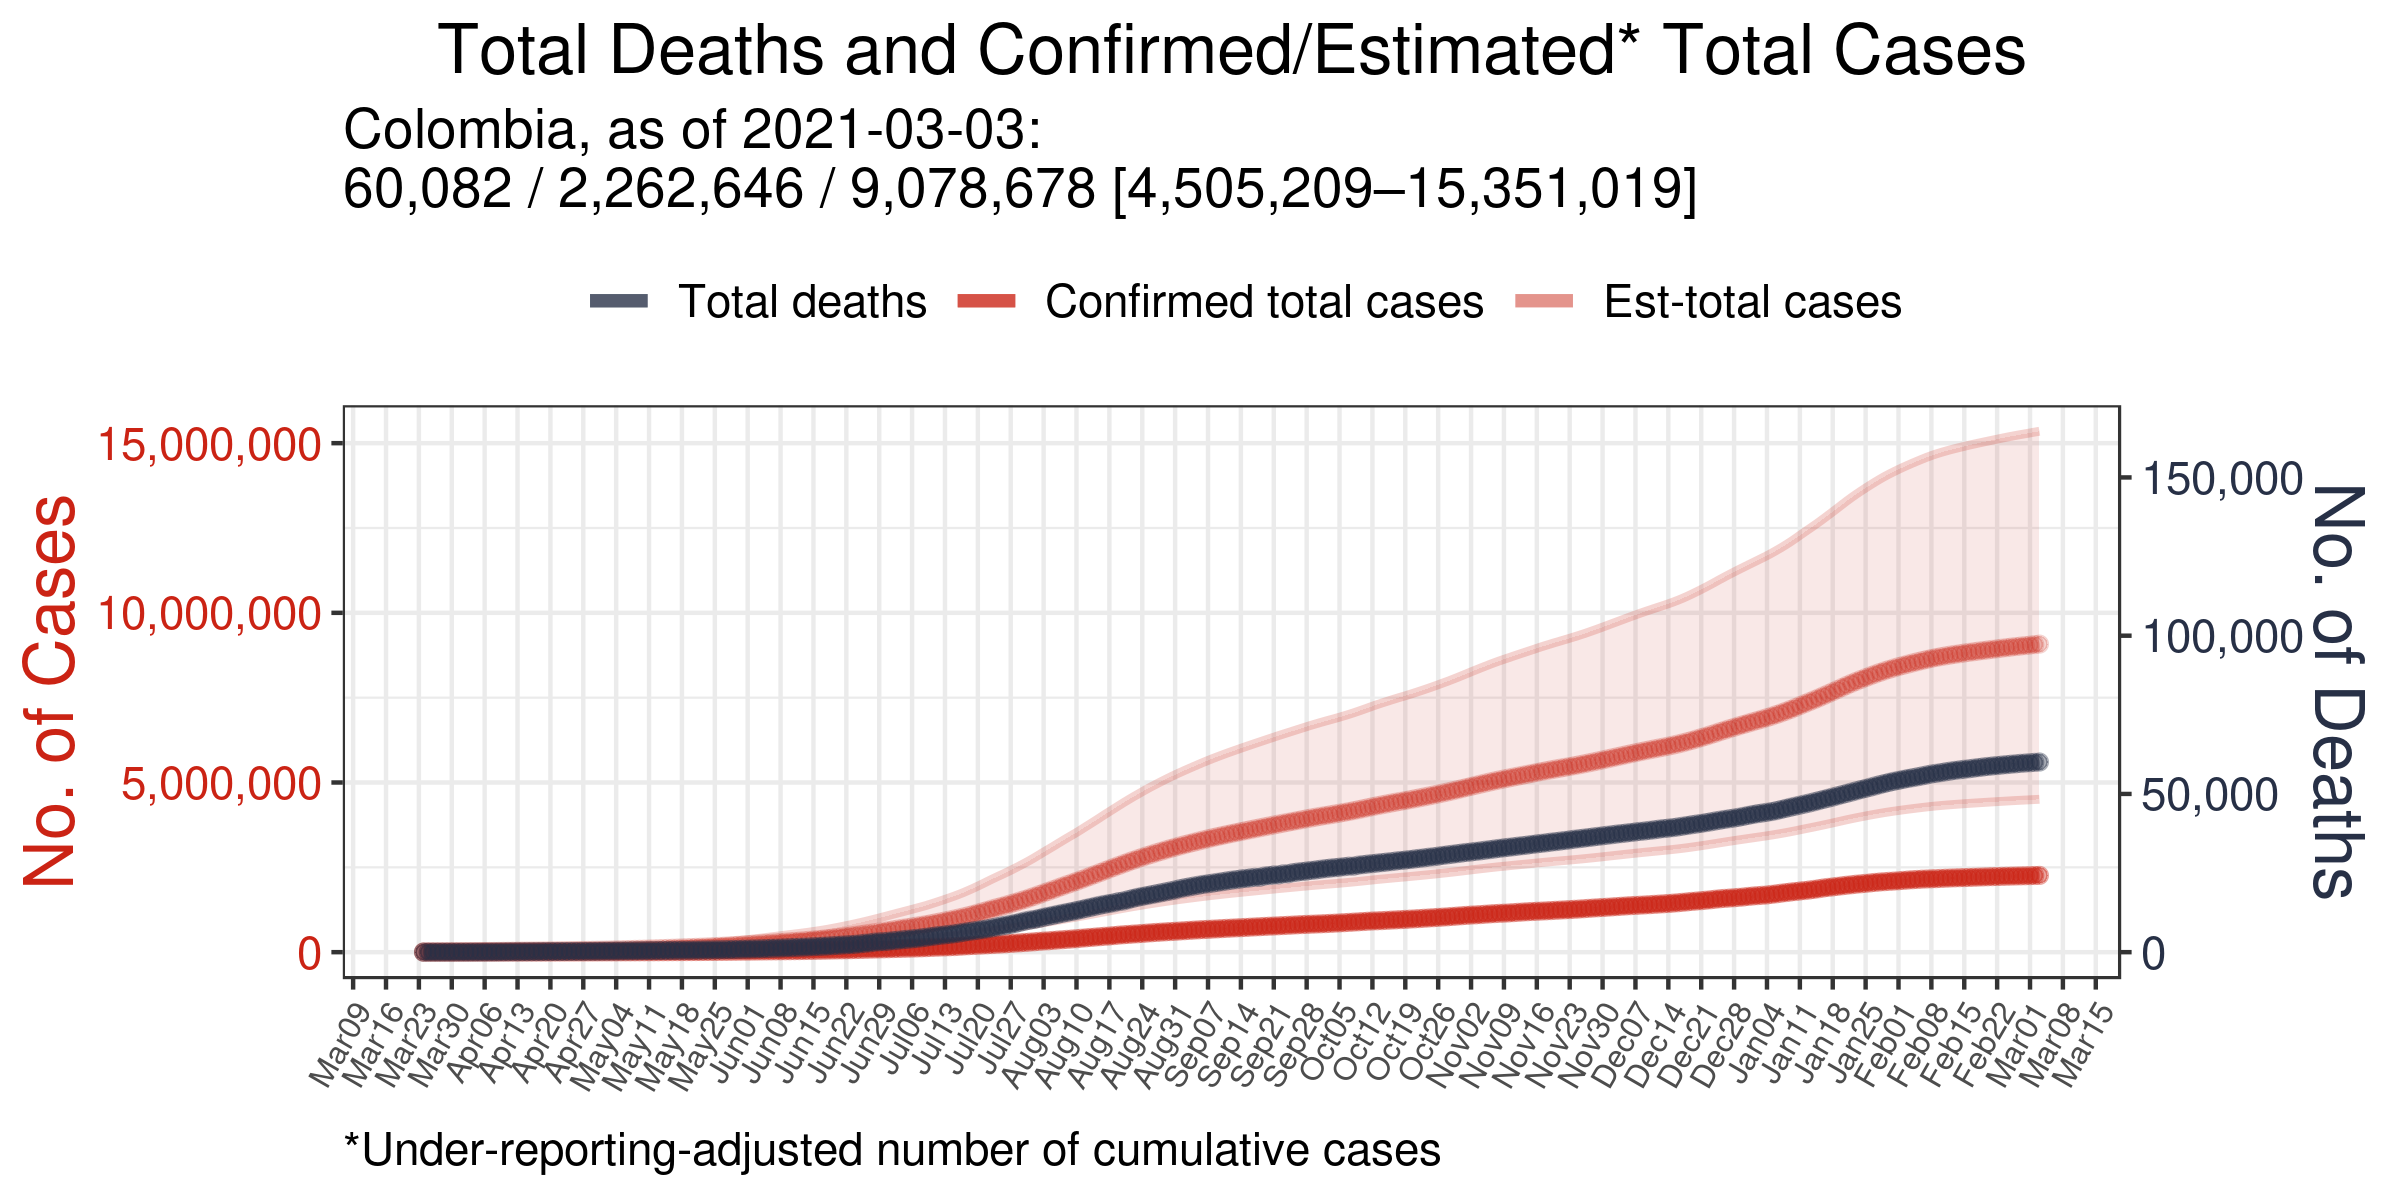 Total Deaths and Confirmed/Estimated* Total Cases
Colombia, as of 2021-03-03:
60,082 / 2,262,646 / 9,078,678 [4,505,209–15,351,019]
Total deaths
Confirmed total cases
Est-total cases
No. of Cases
15,000,000
10,000,000
5,000,000
0
150,000
100,000
50,000
0
No. of Deaths
Mar09
Mar16
Mar23
Mar30
Apr06
Apr13
Apr20
Apr27
May04
May11
May18
May25
Jun01
Jun08
Jun15
Jun22
Jun29
Jul06
Jul13
Jul20
Jul27
Aug03
Aug10
Aug17
Aug24
Aug31
Sep07
Sep14
Sep21
Sep28
Oct05
Oct12
Oct19
Oct26
Nov02
Nov09
Nov16
Nov23
Nov30
Dec07
Dec14
Dec21
Dec28
Jan04
Jan11
Jan18
Jan25
Feb01
Feb08
Feb15
Feb22
Mar01
Mar08
Mar15
*Under-reporting-adjusted number of cumulative cases